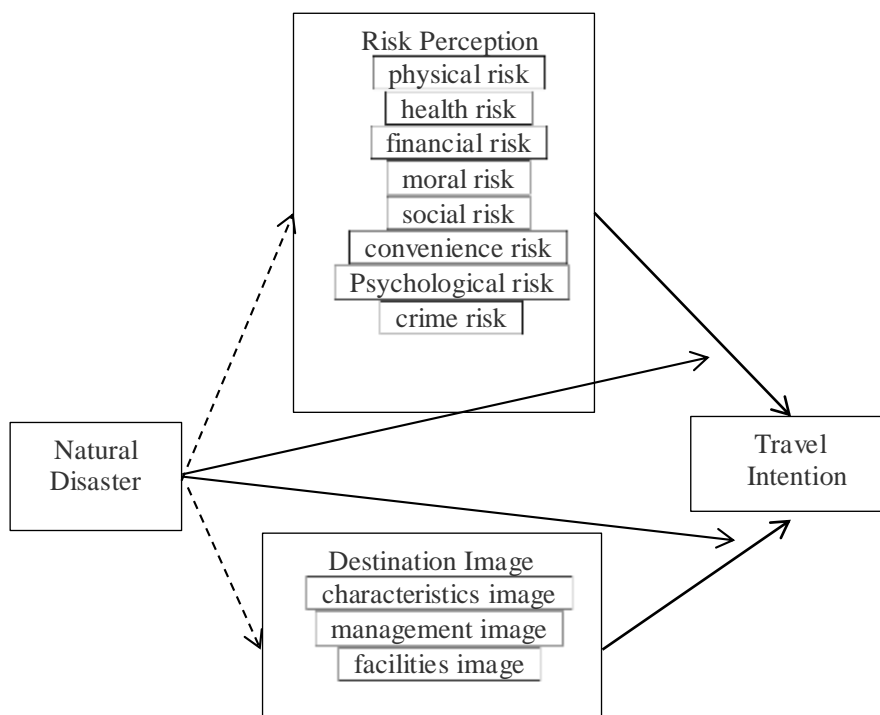 Risk Perception
physical risk
health risk
financial risk
moral risk
social risk
convenience risk
Psychological risk
crime risk
Natural
Disaster
Travel
Intention
Destination Image
characteristics image
management image
facilities image